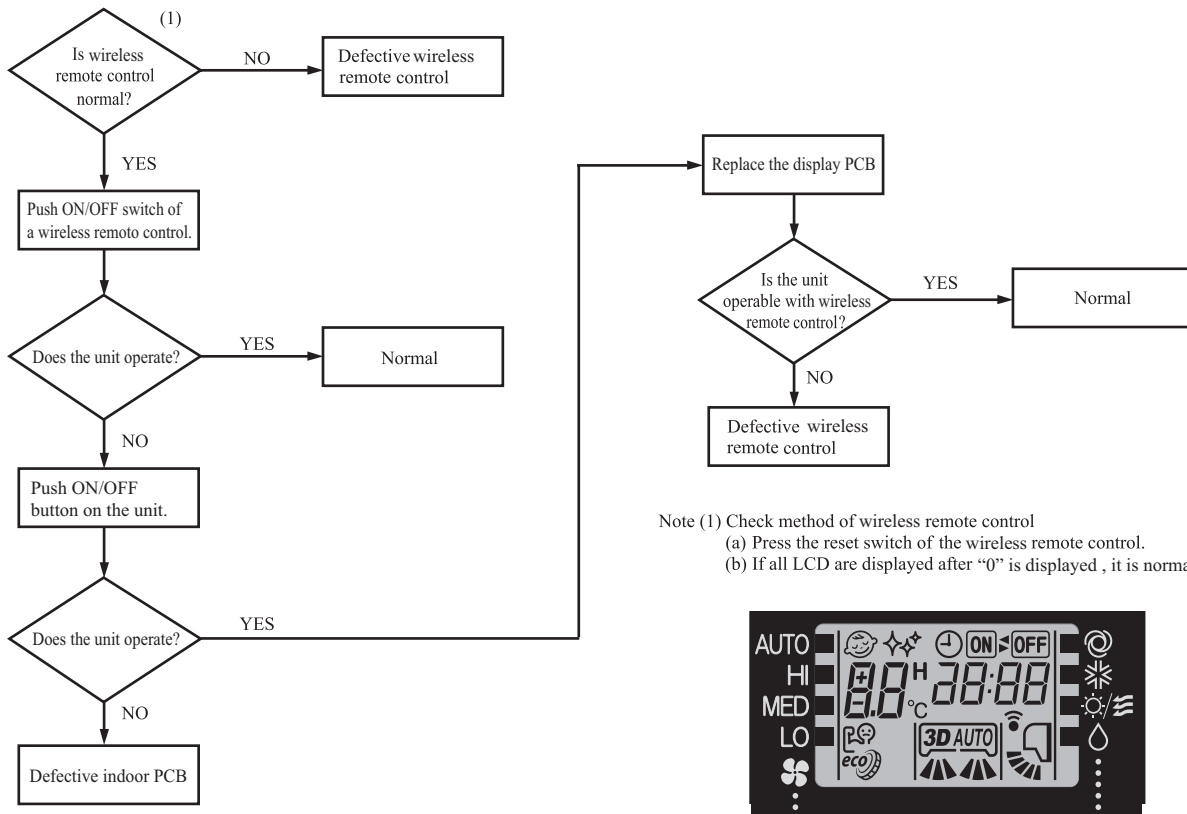 (1)
Is wireless
remote control
normal?
NO
Defective wireless
remote control
YES
Push ON/OFF switch of
a wireless remoto control.
Does the unit operate?
YES
Normal
NO
Push ON/OFF
button on the unit.
Does the unit operate?
YES
NO
Defective indoor PCB
Replace the display PCB
Is the unit
operable with wireless
remote control?
YES
Normal
NO
Defective wireless
remote control
Note (1) Check method of wireless remote control
(a) Press the reset switch of the wireless remote control.
(b) If all LCD are displayed after “0” is displayed , it is norma
AUTO
HI
MED
LO
ON OFF
8.8 H 28:88
°C
3D AUTO
eco